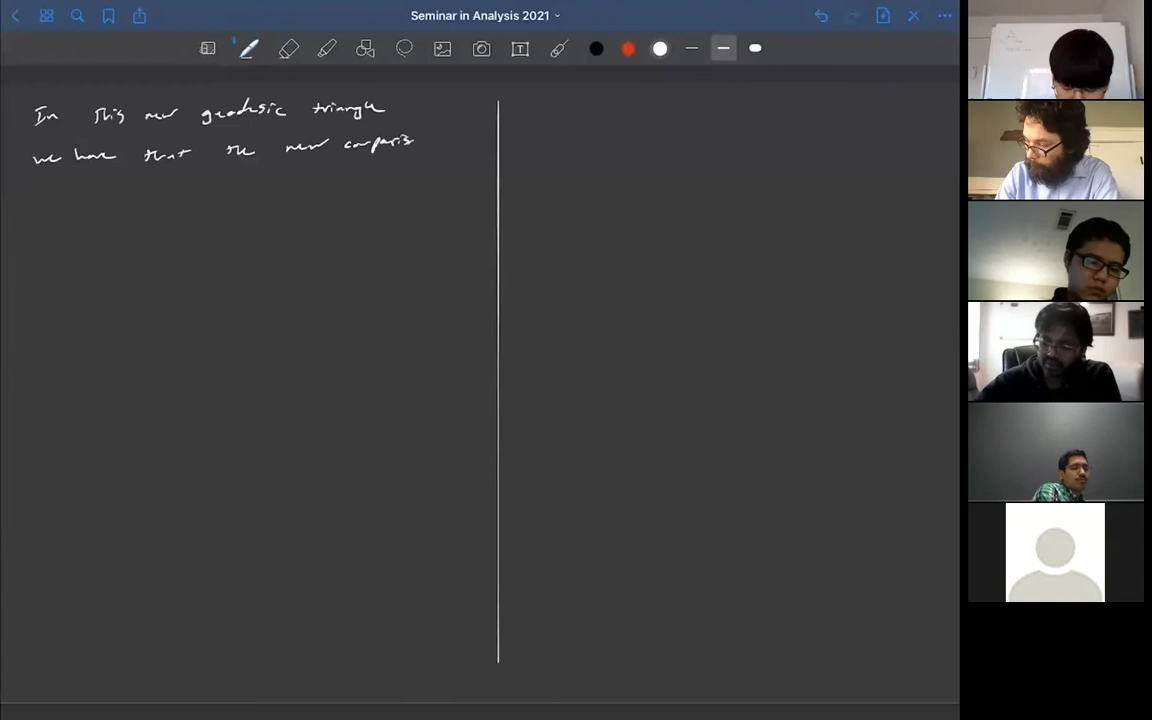 Seminar in Analysis 2021
In this new geodesic triangle
we have that the new comparis